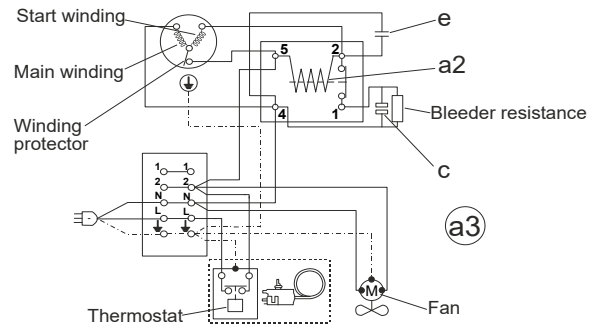 Start winding
e
5
2
Main winding
a2
4
1
Bleeder resistance
Winding
protector
c
1 1
2 2
N N
L L
a3
M
Fan
Thermostat